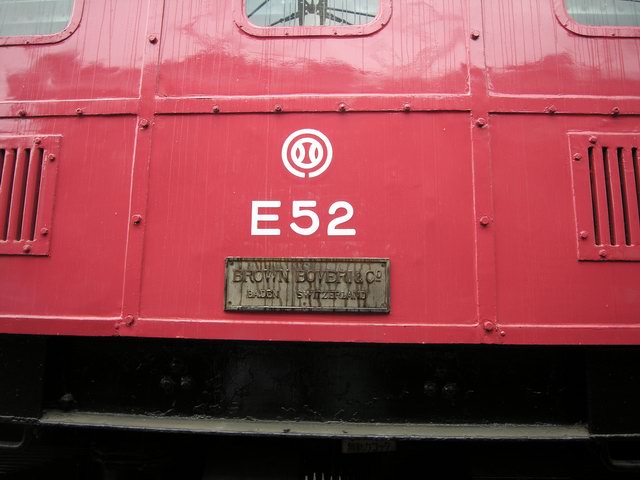 E52
BROWN BOVERI & Co
BADEN SWITZERLAND